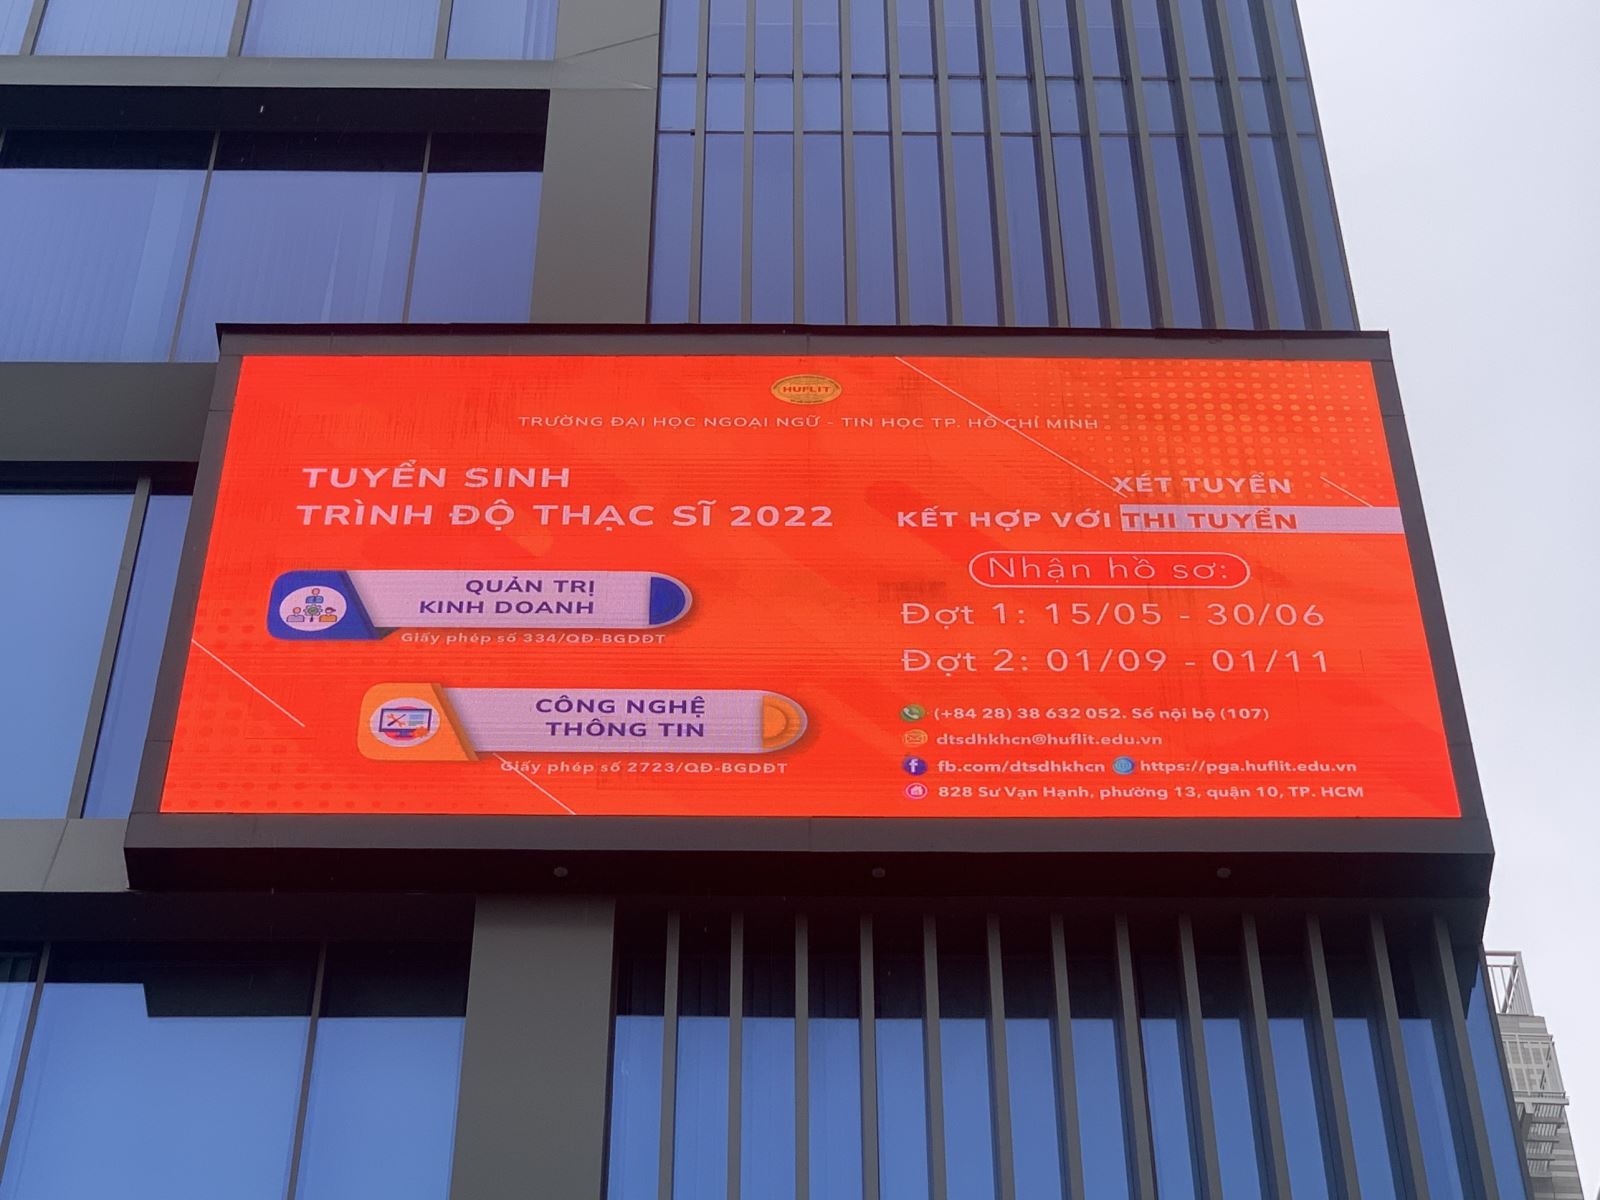 HUFLIT
TRƯỜNG ĐẠI HỌC NGOẠI NGỮ - TIN HỌC TP. HỒ CHÍ MINH
TUYỂN SINH
TRÌNH ĐỘ THẠC SĨ 2022
QUẢN TRỊ
KINH DOANH
Giấy phép số 334/QĐ-BGDĐT
CÔNG NGHỆ
THÔNG TIN
Giấy phép số 2723/QĐ-BGDĐT
XÉT TUYỂN
KẾT HỢP VỚI THI TUYỂN
Nhận hồ sơ:
Đợt 1: 15/05 - 30/06
Đợt 2: 01/09 - 01/11
(+84 28) 38 632 052. Số nội bộ (107)
dtsdhkhcn@huflit.edu.vn
fb.com/dtsdhkhcn https://pga.huflit.edu.vn
828 Sư Vạn Hạnh, phường 13, quận 10, TP. HCM